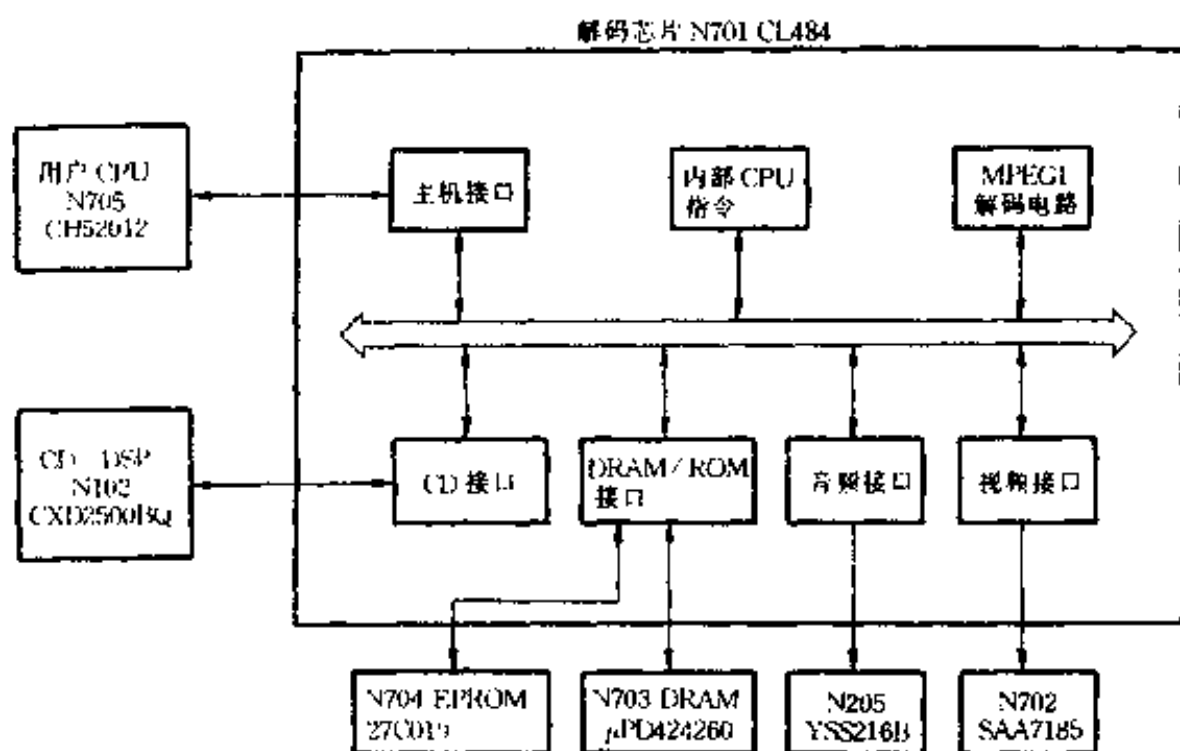 解码芯片 N701 CL484
用户 CPU
N705
CH52012
主机接口
内部 CPU
指令
MPEG1
解码电路
CD DSP
N102
CXD2500BQ
CD 接口
DRAM/ROM
接口
音频接口
视频接口
N704 EPROM
N703 DRAM
μPD424260
N205
YSS216B
N702
SAA7185